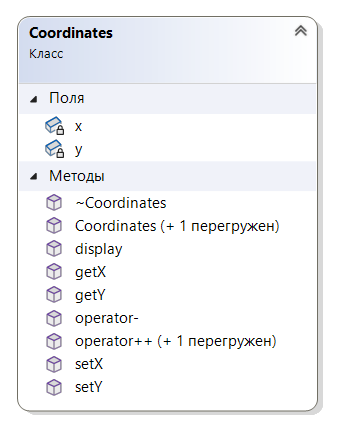 Coordinates
Класс
Поля
x
y
Методы
~Coordinates
Coordinates (+ 1 перегружен)
display
getX
getY
operator-
operator++ (+ 1 перегружен)
setX
setY